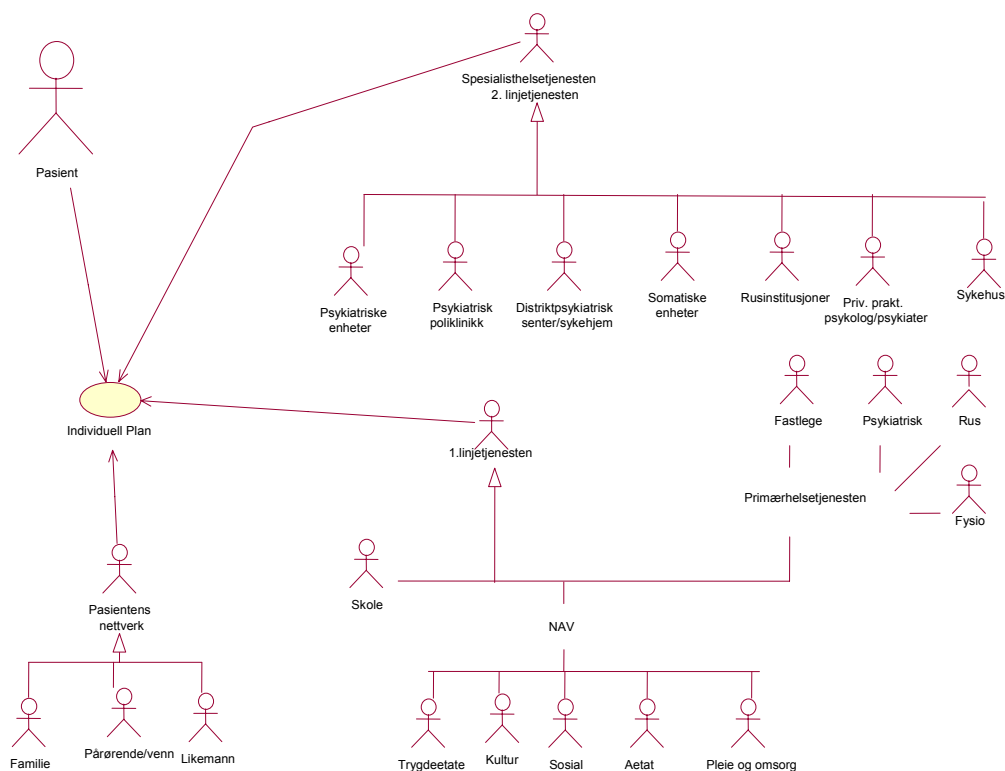 Spesialisthelsetjenesten
2. linjetjenesten
Pasient
Psykiatriske
enheter
Psykiatrisk
poliklinikk
Distriktpsykiatrisk
senter/sykehjem
Somatiske
enheter
Rusinstitusjoner
Priv. prakt.
psykolog/psykiater
Sykehus
Individuell Plan
1.linjetjenesten
Fastlege
Psykiatrisk
Rus
Primærhelsetjenesten
Fysio
Skole
Pasientens
nettverk
NAV
Familie
Pårørende/venn
Likemann
Trygdeetate
Kultur
Sosial
Aetat
Pleie og omsorg